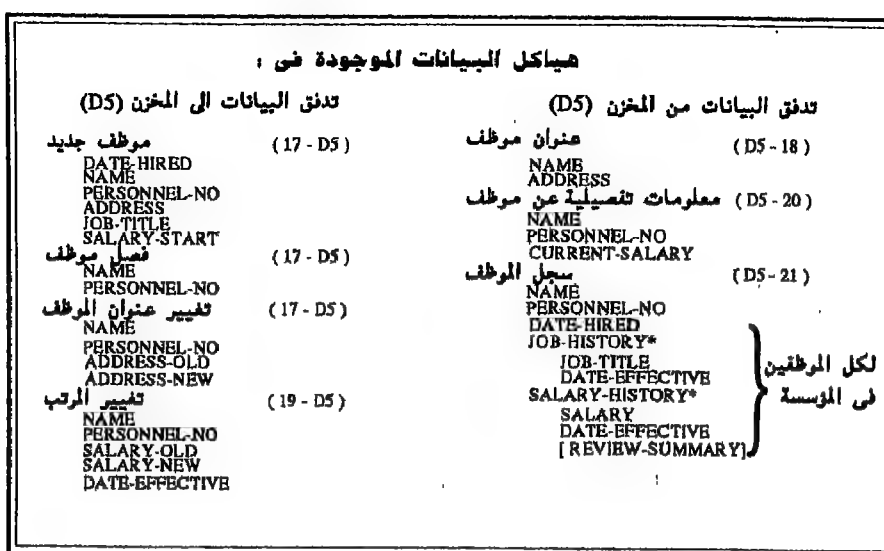 هياكل البيانات الموجودة فى :
تدفق البيانات من المخزن (D5)
عنوان موظف (D5 - 18)
NAME
ADDRESS
معلومات تفصيلية عن موظف (D5 - 20)
NAME
PERSONNEL-NO
CURRENT-SALARY
سجل الموظف (D5 - 21)
NAME
PERSONNEL-NO
DATE-HIRED
JOB-HISTORY*
JOB-TITLE
DATE-EFFECTIVE
SALARY-HISTORY*
SALARY
DATE-EFFECTIVE
[REVIEW-SUMMARY]
لكل الموظفين
فى المؤسسة
تدفق البيانات الى المخزن (D5)
موظف جديد (17 - D5)
DATE-HIRED
NAME
PERSONNEL-NO
ADDRESS
JOB-TITLE
SALARY-START
فصل موظف (17 - D5)
NAME
PERSONNEL-NO
تغيير عنوان الموظف (17 - D5)
NAME
PERSONNEL-NO
ADDRESS-OLD
ADDRESS-NEW
تغيير المرتب (19 - D5)
NAME
PERSONNEL-NO
SALARY-OLD
SALARY-NEW
DATE-EFFECTIVE